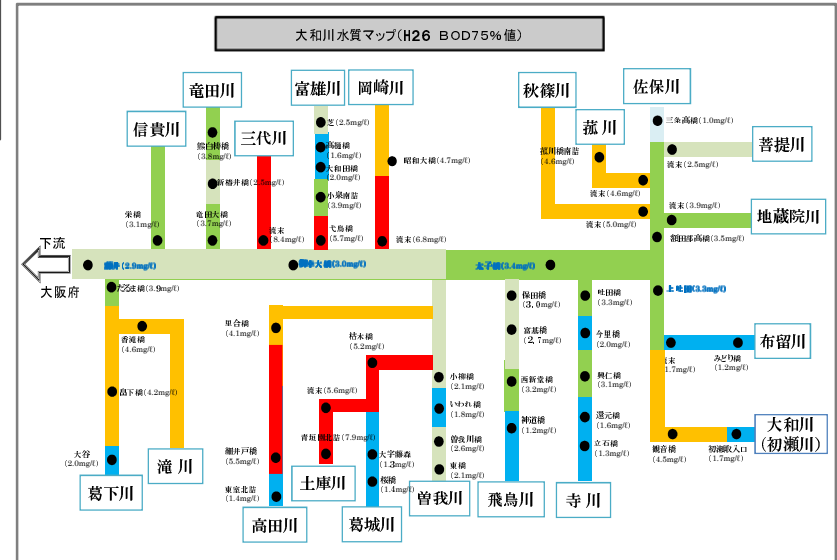 大和川水質マップ(H26 BOD75%値)
竜田川
富雄川
岡崎川
秋篠川
佐保川
信貴川
三代川
菰川
菩提川
地蔵院川
芝(2.5mg/ℓ)
三条高橋(1.0mg/ℓ)
(3.8mg/ℓ)
高樋橋
(1.6mg/ℓ)
昭和大橋(4.7mg/ℓ)
菰川橋南詰
(4.6mg/ℓ)
流末
(2.5mg/ℓ)
大和田橋
(2.0mg/ℓ)
新椿井橋(2.5mg/ℓ)
流末(4.6mg/ℓ)
小泉南詰
(3.9mg/ℓ)
流末(3.9mg/ℓ)
栄橋
(3.1mg/ℓ)
竜田大橋
(3.7mg/ℓ)
流末
(8.4mg/ℓ)
弋鳥橋
(5.7mg/ℓ)
流末(6.8mg/ℓ)
流末(5.0mg/ℓ)
額田部高橋(3.5mg/ℓ)
下流
大阪府
藤井(2.9mg/ℓ)
御幸大橋(3.0mg/ℓ)
太子橋(3.4mg/ℓ)
上吐田(3.3mg/ℓ)
だるま橋(3.9mg/ℓ)
香滝橋
(4.6mg/ℓ)
里合橋
(4.1mg/ℓ)
枯木橋
(5.2mg/ℓ)
保田橋
(3.0mg/ℓ)
吐田橋
(3.3mg/ℓ)
富基橋
(2.7mg/ℓ)
今里橋
(2.0mg/ℓ)
布留川
流末
1.7mg/ℓ)
みどり橋
(1.2mg/ℓ)
小柳橋
(2.1mg/ℓ)
西新堂橋
(3.2mg/ℓ)
興仁橋
(3.1mg/ℓ)
畠下橋(4.2mg/ℓ)
流末(5.6mg/ℓ)
いわれ橋
(1.8mg/ℓ)
神道橋
(1.2mg/ℓ)
還元橋
(1.6mg/ℓ)
大和川
(初瀬川)
青垣園北詰(7.9mg/ℓ)
曽我川橋
(2.6mg/ℓ)
立石橋
(1.3mg/ℓ)
観音橋
(4.5mg/ℓ)
初瀬取入口
(1.7mg/ℓ)
大谷
(2.0mg/ℓ)
細井戸橋
(5.5mg/ℓ)
大字藤森
(1.3mg/ℓ)
東橋
(2.1mg/ℓ)
東室北詰
(1.4mg/ℓ)
桜橋
(1.4mg/ℓ)
滝川
葛下川
土庫川
高田川
葛城川
曽我川
飛鳥川
寺川